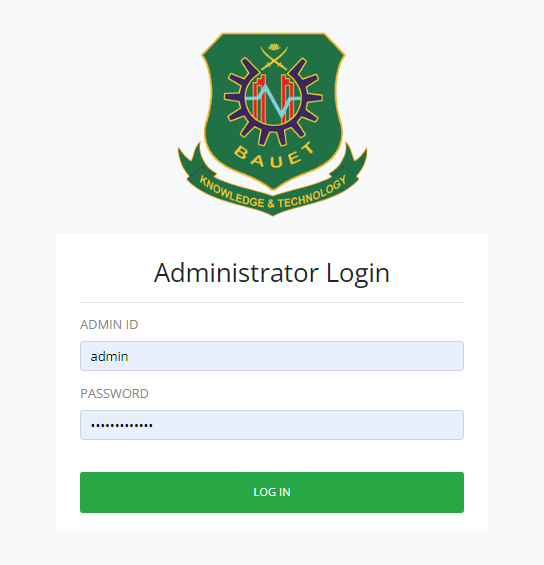 BAUET
KNOWLEDGE & TECHNOLOGY
Administrator Login
ADMIN ID
admin
PASSWORD
•••••••••••••
LOG IN